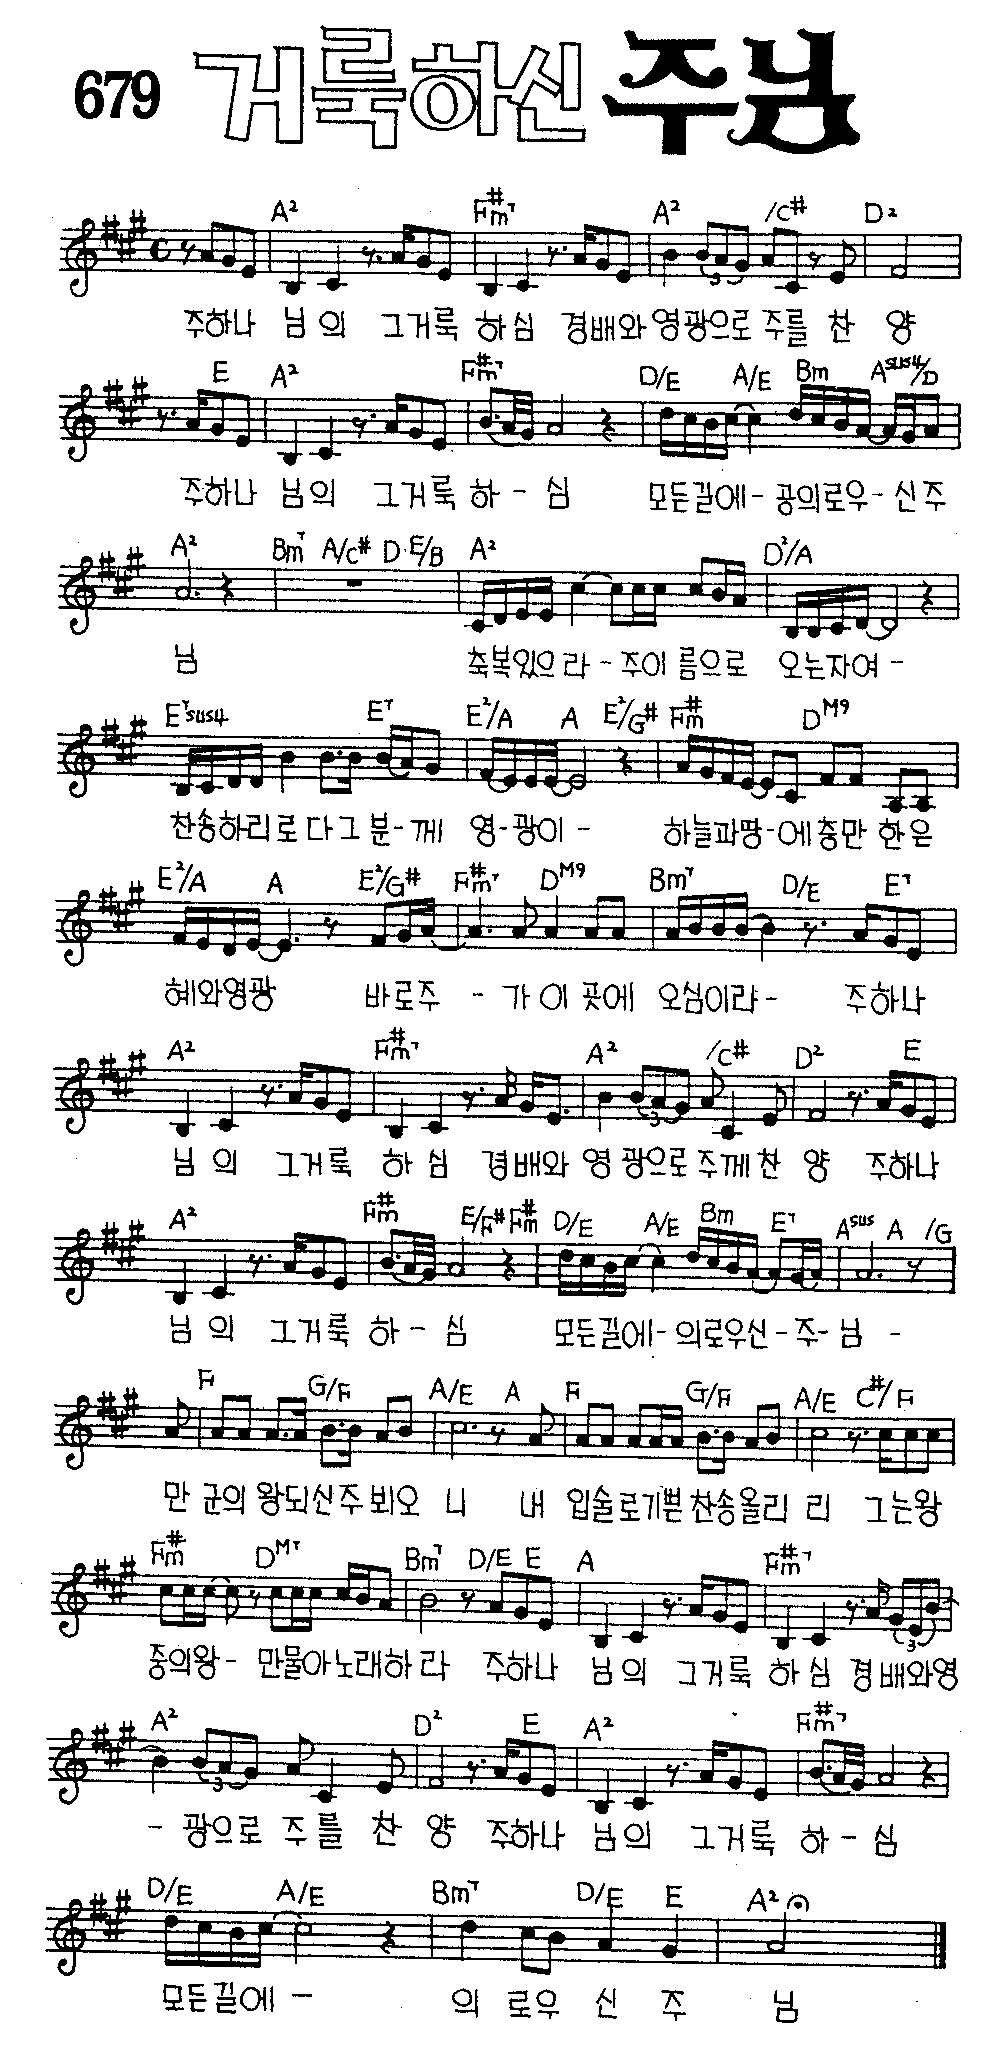 679 거룩하신 주님
A² F#m⁷ A² /C# D²
주하나 님의 그거룩 하심 경배와 영광으로 주를 찬 양
E A² F#m⁷ D/E A/E Bm Asus4/D
주하나 님의 그거룩 하 - 심 모든길에 - 공의로우 - 신주
A² Bm⁷ A/C# D E/B A² D²/A
님 축복있으라 - 주이름으로 오는자여 -
E⁷sus4 E⁷ E²/A A E²/G# F#m Dᴹ⁹
찬송하리로다그분 - 께 영 - 광이 - 하늘과땅 - 에충만 한은
E²/A A E²/G# F#m⁷ Dᴹ⁹ Bm⁷ D/E E⁷
혜와영광 바로주 - 가이곳에 오심이라 - 주하나
A² F#m⁷ A² /C# D² E
님의 그거룩 하심 경배와 영광으로주께찬 양 주하나
A² F#m E/F# F#m D/E A/E Bm E⁷ Asus A /G
님의 그거룩 하 - 심 모든길에 - 의로우신 - 주 - 님 -
F G/F A/E A F G/F A/E C#/F
만 군의 왕되신주뵈오 니 내 입술로기쁜찬송올리 리 그는왕
F#m Dᴹ⁷ Bm⁷ D/E E A F#m⁷
중의왕 - 만물아노래하라 주하나 님의 그거룩 하심 경배와영
A² D² E A² F#m⁷
- 광으로 주를 찬 양 주하나 님의 그거룩 하 - 심
D/E A/E Bm⁷ D/E E A²
모든길에 - 의 로우 신 주 님